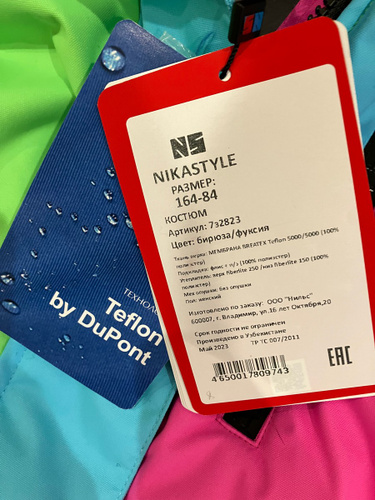 NS
NIKASTYLE
РАЗМЕР:
164-84
КОСТЮМ
Артикул: 7з2823
Цвет: бирюза/фуксия
Ткань верха: МЕМБРАНА BREATEX Teflon 5000/5000 (100%
полиэстер)
Подкладка: флис + п/э (100% полиэстер)
Утеплитель: верх Fiberlite 250 /низ Fiberlite 150 (100%
полиэстер)
Мех опушки: без опушки
Пол: женский
Изготовлено по заказу: ООО "Нильс"
600007, г. Владимир, ул.16 лет Октября,20
Срок годности не ограничен
Произведено в Узбекистане
Май 2023 ТР ТС 007/2011
EAC
4650017809743
Teflon
by DuPont